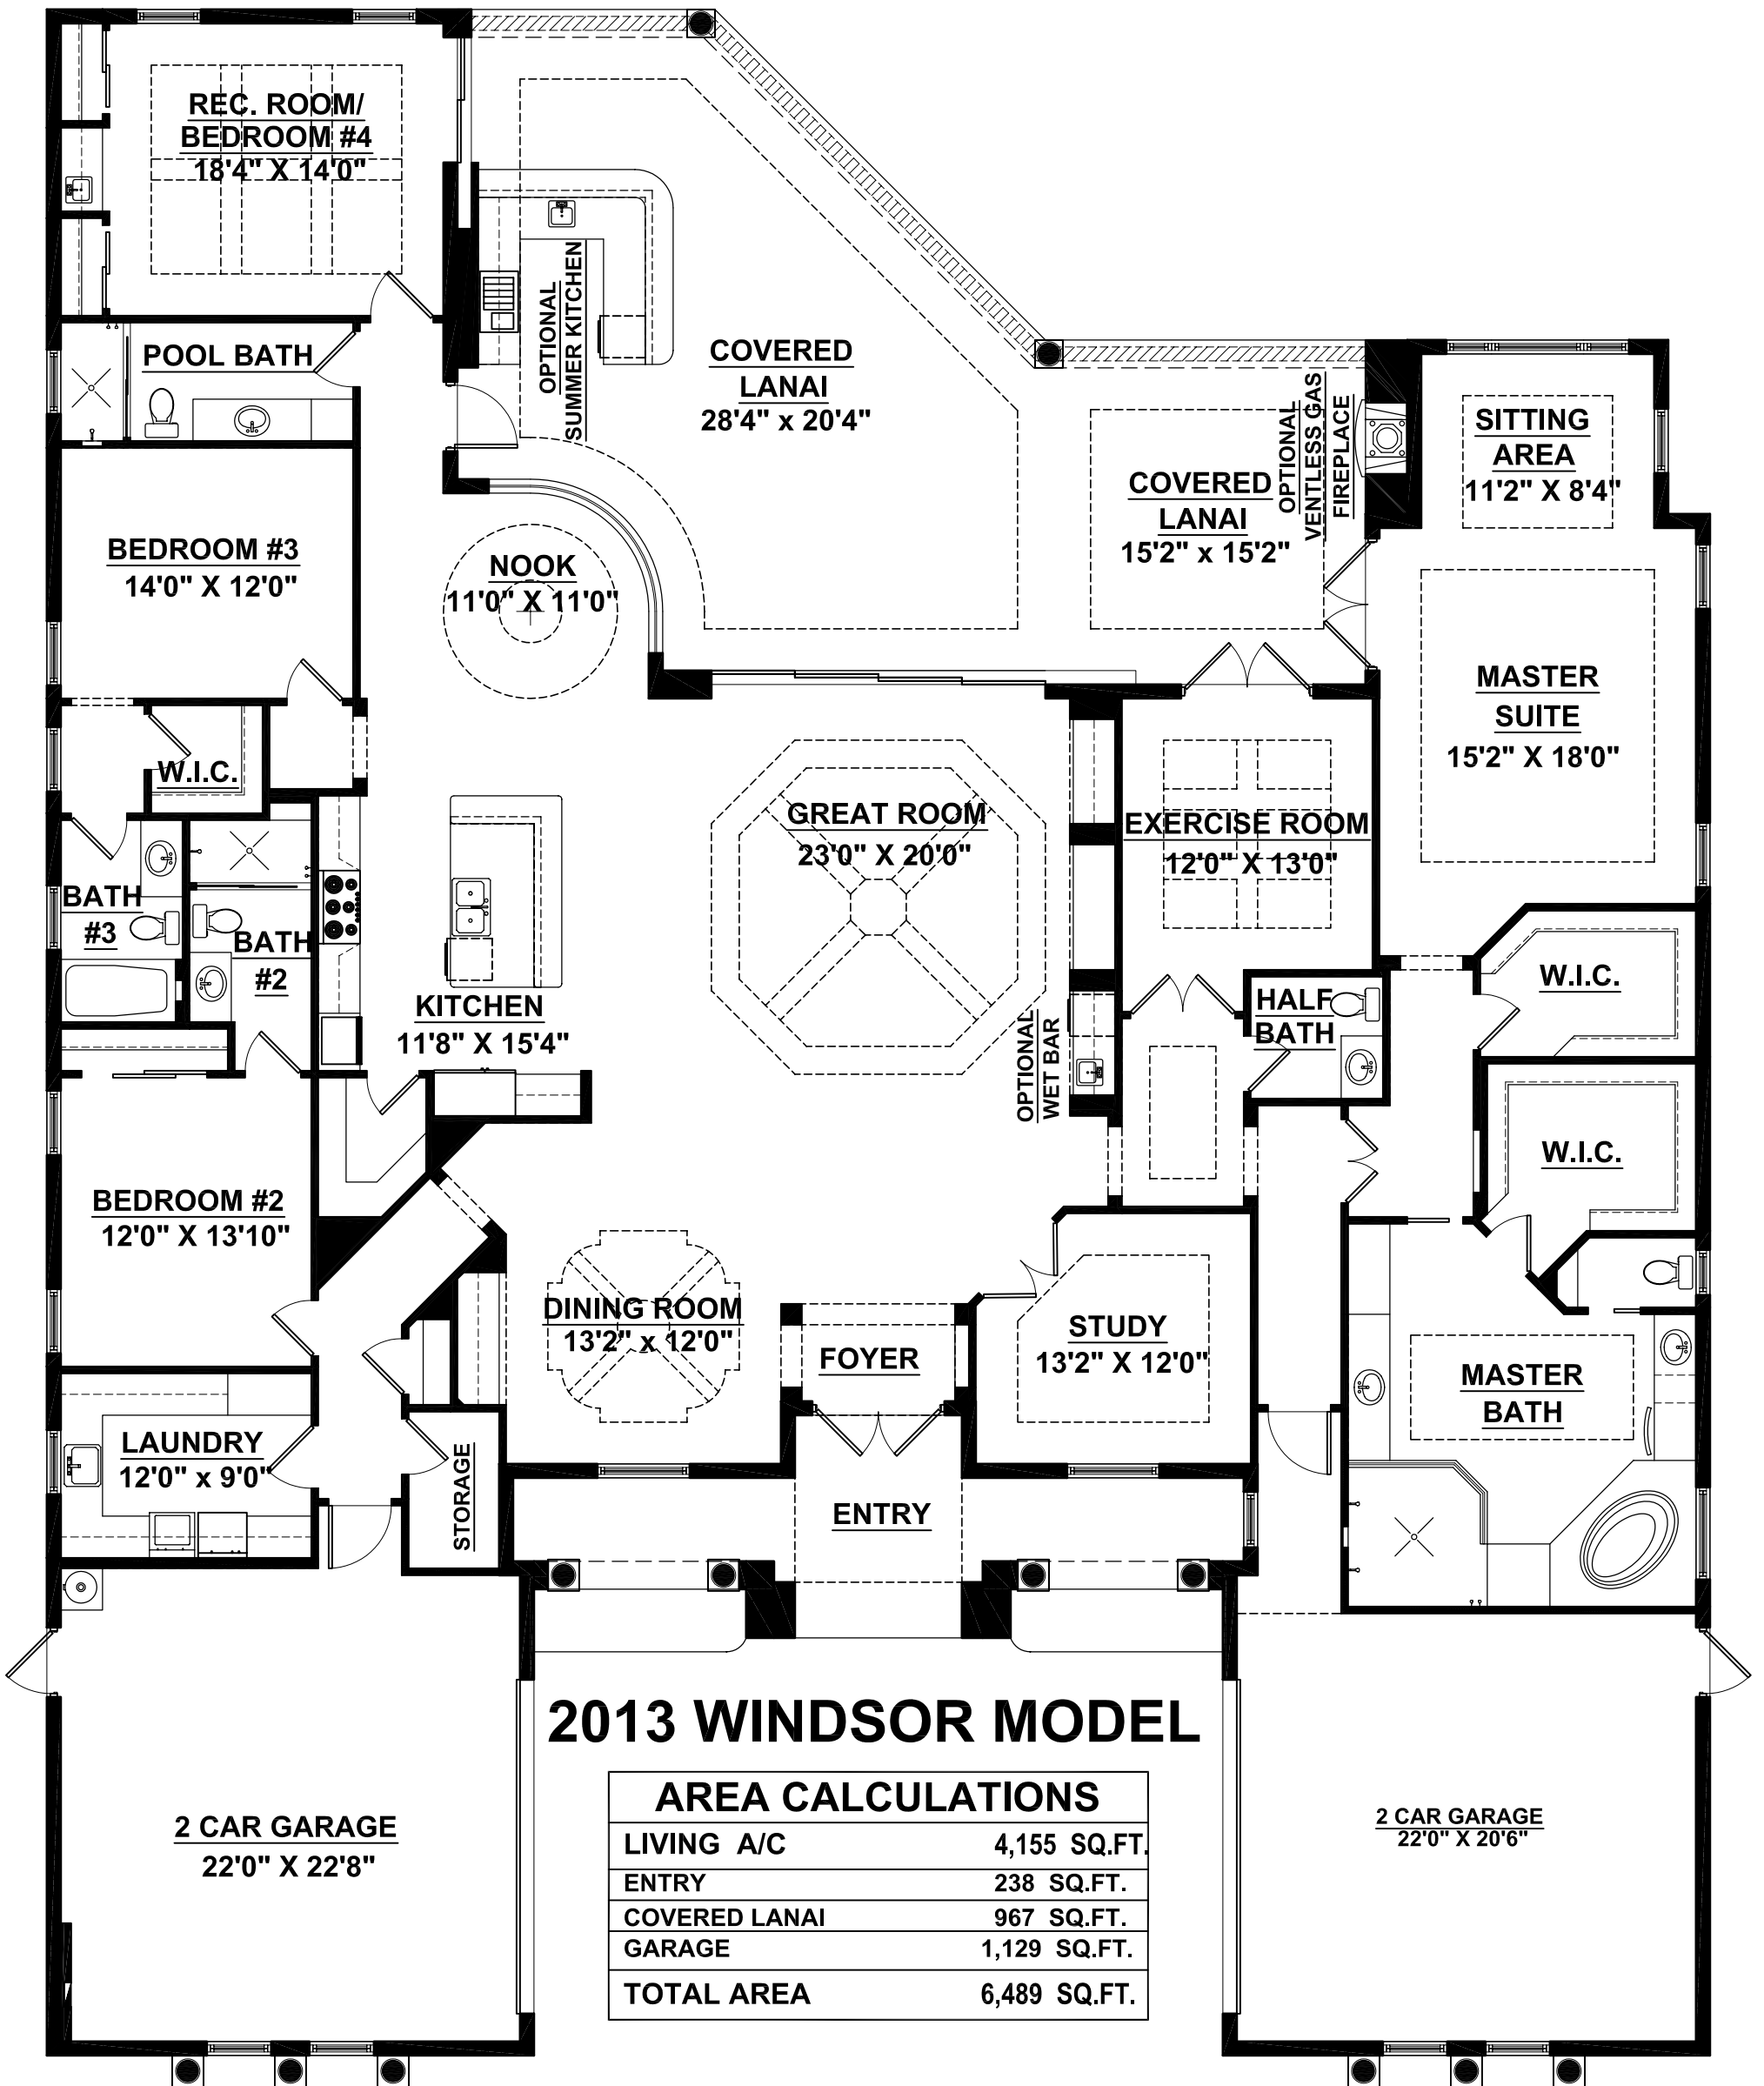 REC. ROOM/
BEDROOM #4
18'4" X 14'0"
POOL BATH
OPTIONAL
SUMMER KITCHEN
COVERED
LANAI
28'4" x 20'4"
OPTIONAL
VENTLESS GAS
FIREPLACE
SITTING
AREA
11'2" X 8'4"
COVERED
LANAI
15'2" x 15'2"
BEDROOM #3
14'0" X 12'0"
NOOK
11'0" X 11'0"
MASTER
SUITE
15'2" X 18'0"
W.I.C.
GREAT ROOM
23'0" X 20'0"
EXERCISE ROOM
12'0" X 13'0"
BATH
#3
BATH
#2
KITCHEN
11'8" X 15'4"
OPTIONAL
WET BAR
HALF
BATH
W.I.C.
W.I.C.
BEDROOM #2
12'0" X 13'10"
DINING ROOM
13'2" x 12'0"
FOYER
STUDY
13'2" X 12'0"
MASTER
BATH
LAUNDRY
12'0" x 9'0"
STORAGE
ENTRY
2013 WINDSOR MODEL
AREA CALCULATIONS
LIVING A/C 4,155 SQ.FT.
ENTRY 238 SQ.FT.
COVERED LANAI 967 SQ.FT.
GARAGE 1,129 SQ.FT.
TOTAL AREA 6,489 SQ.FT.
2 CAR GARAGE
22'0" X 22'8"
2 CAR GARAGE
22'0" X 20'6"